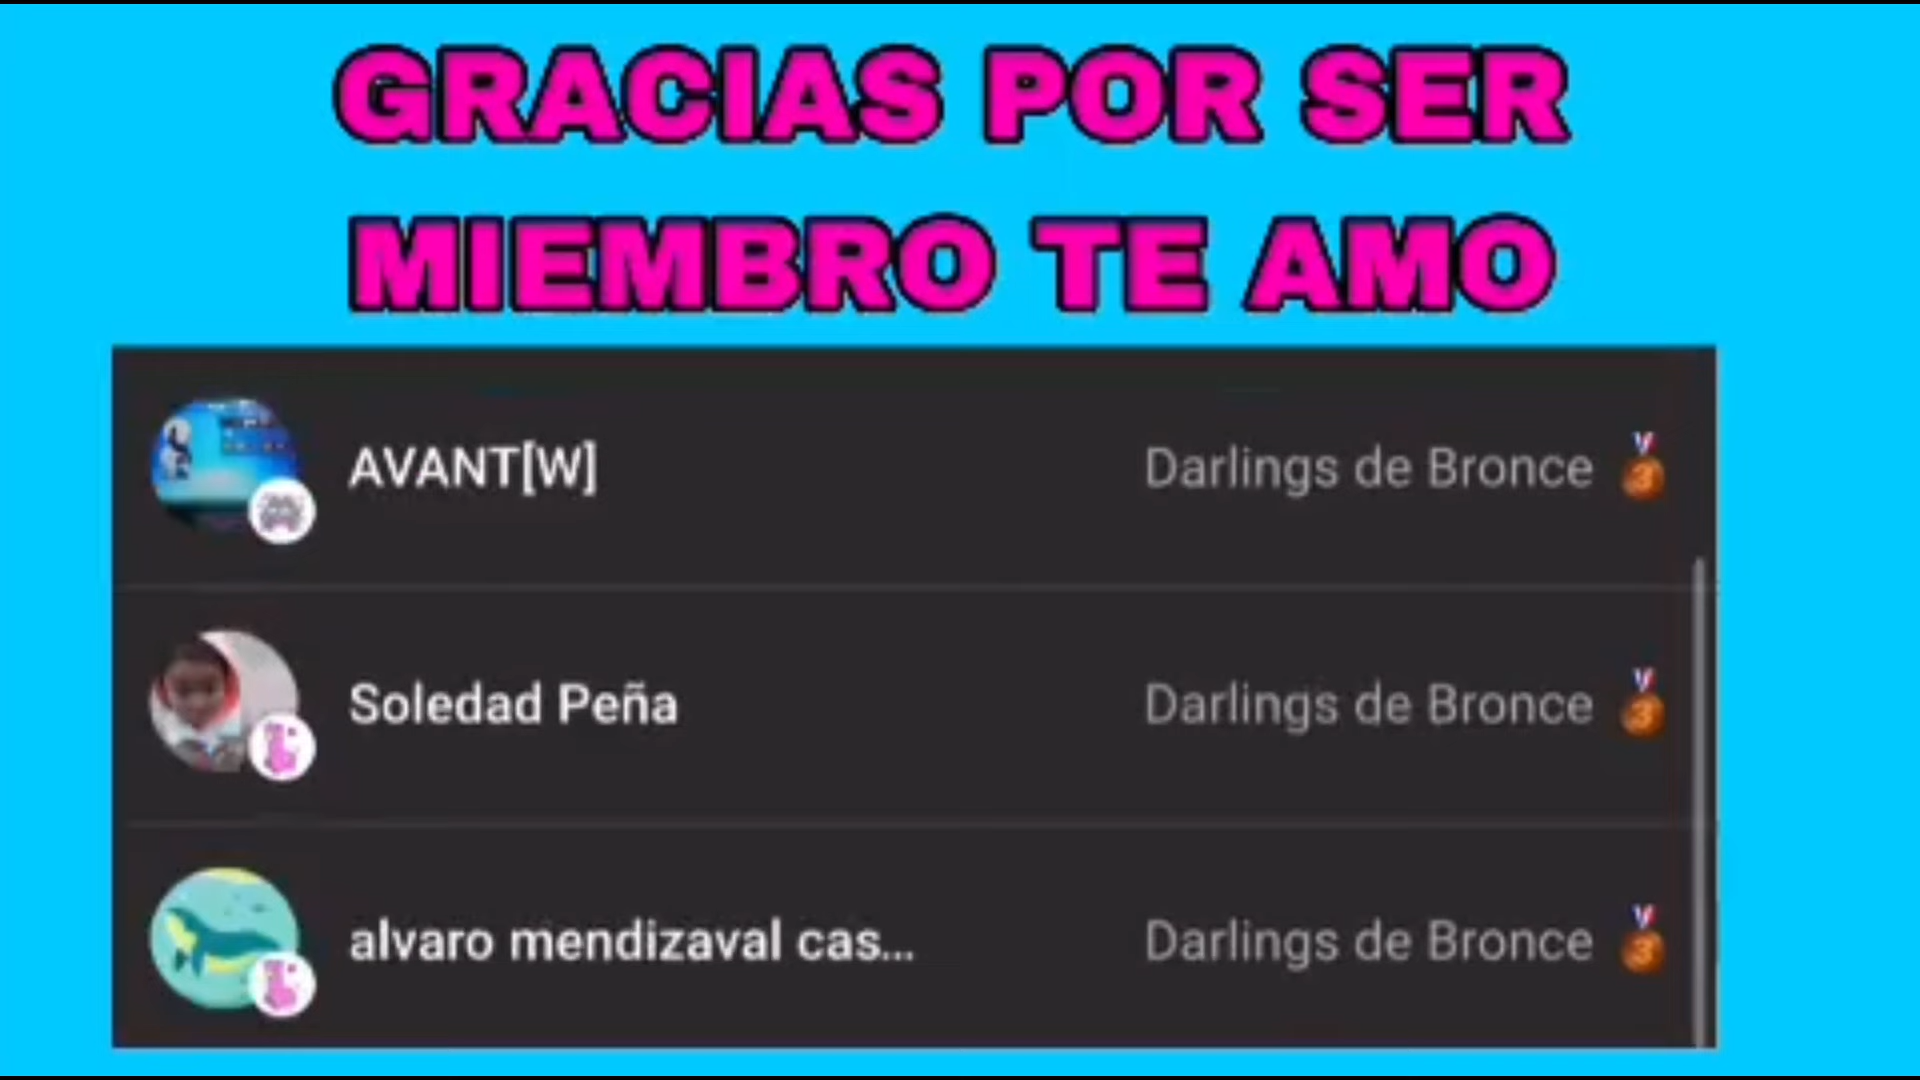 GRACIAS POR SER
MIEMBRO TE AMO
AVANT[W] Darlings de Bronce 🥉
Soledad Peña Darlings de Bronce 🥉
alvaro mendizaval cas... Darlings de Bronce 🥉